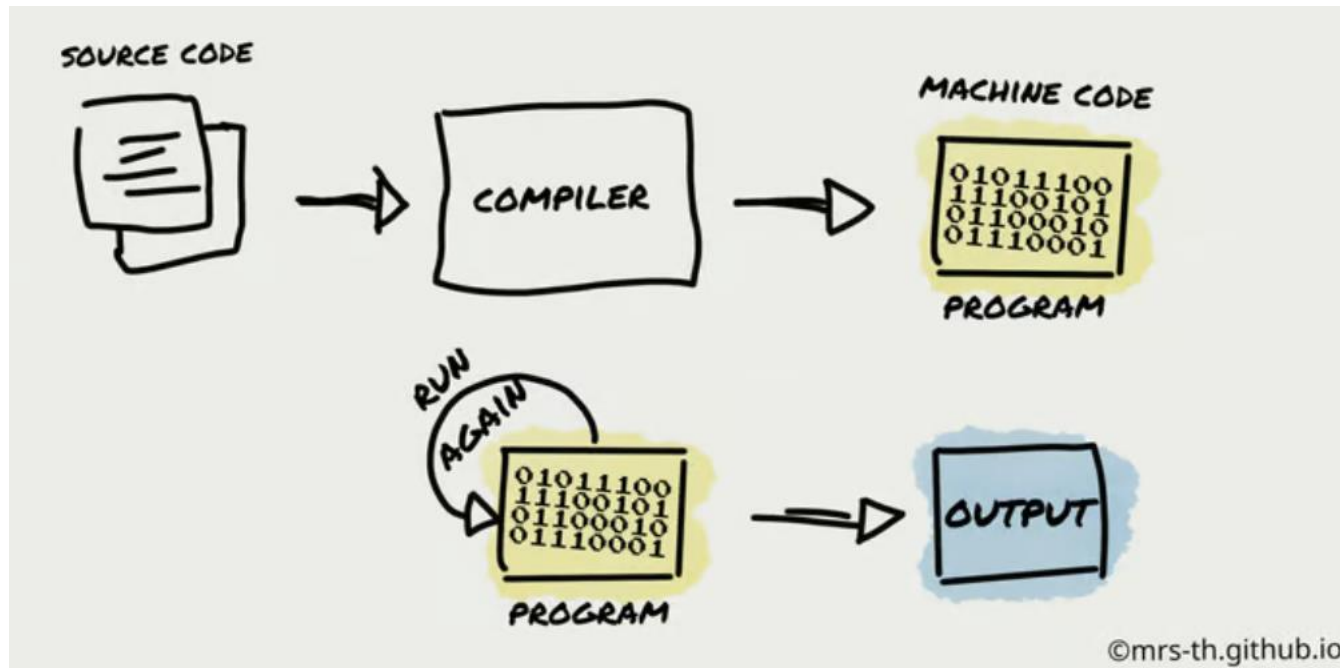 SOURCE CODE
COMPILER
MACHINE CODE
01011100
11100101
01100010
01110001
PROGRAM
RUN
AGAIN
01011100
11100101
01100010
01110001
PROGRAM
OUTPUT
©mrs-th.github.io